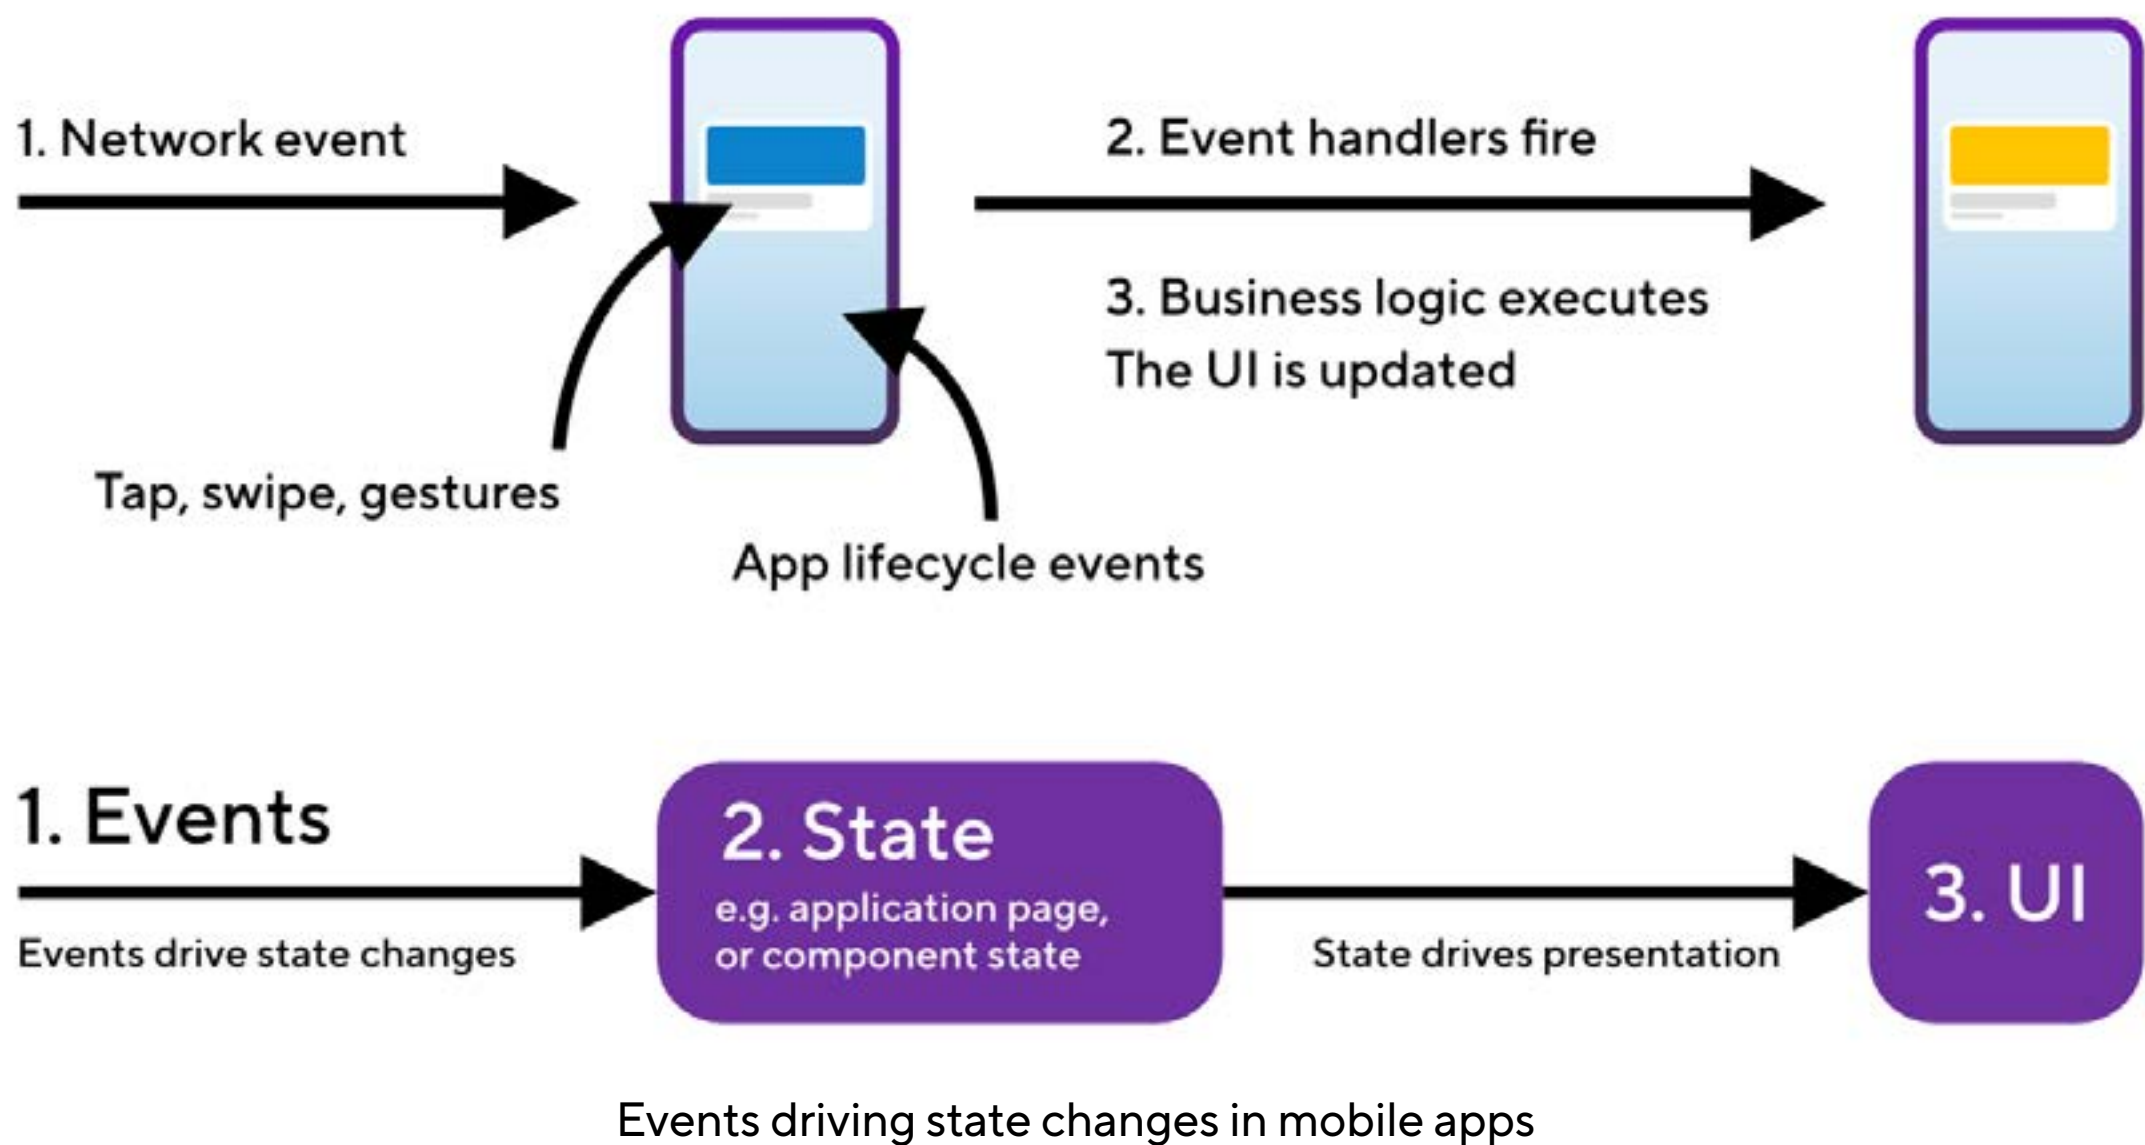 1. Network event
2. Event handlers fire
3. Business logic executes
The UI is updated
Tap, swipe, gestures
App lifecycle events
1. Events
Events drive state changes
2. State
e.g. application page,
or component state
State drives presentation
3. UI
Events driving state changes in mobile apps